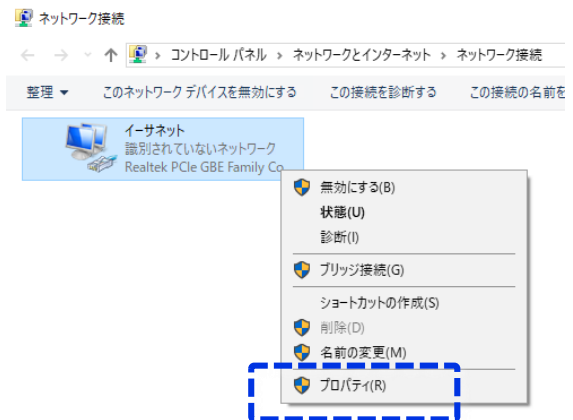 ネットワーク接続
コントロール パネル › ネットワークとインターネット › ネットワーク接続
整理 このネットワーク デバイスを無効にする この接続を診断する この接続の名前を
イーサネット
識別されていないネットワーク
Realtek PCIe GBE Family Co
無効にする(B)
状態(U)
診断(I)
ブリッジ接続(G)
ショートカットの作成(S)
削除(D)
名前の変更(M)
プロパティ(R)